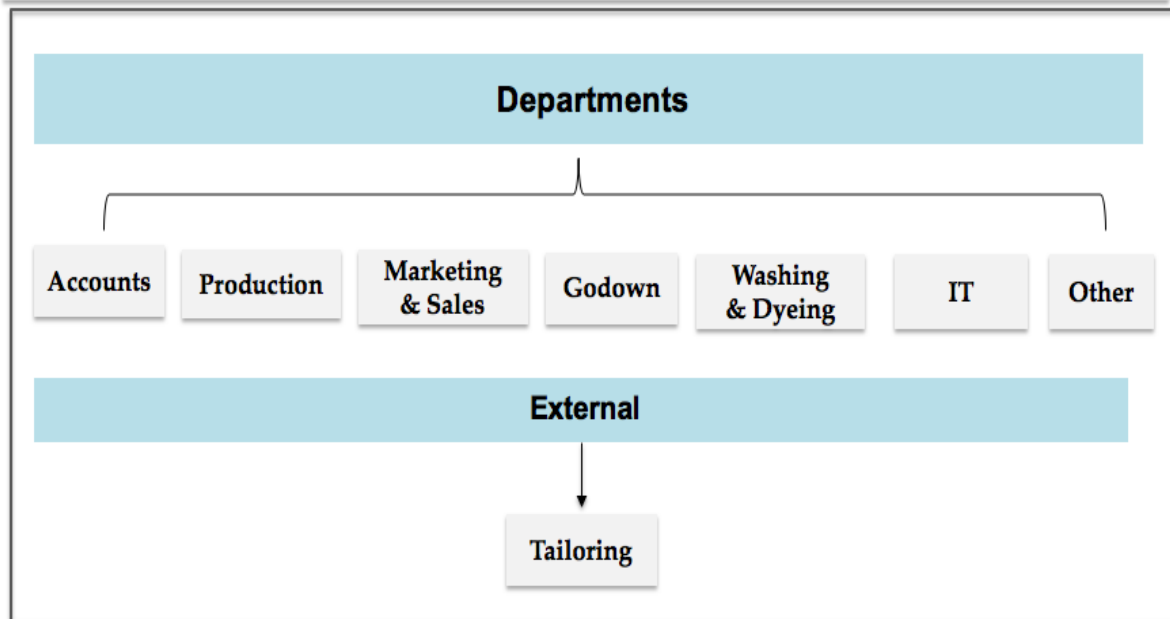 Departments
Accounts
Production
Marketing
& Sales
Godown
Washing
& Dyeing
IT
Other
External
Tailoring